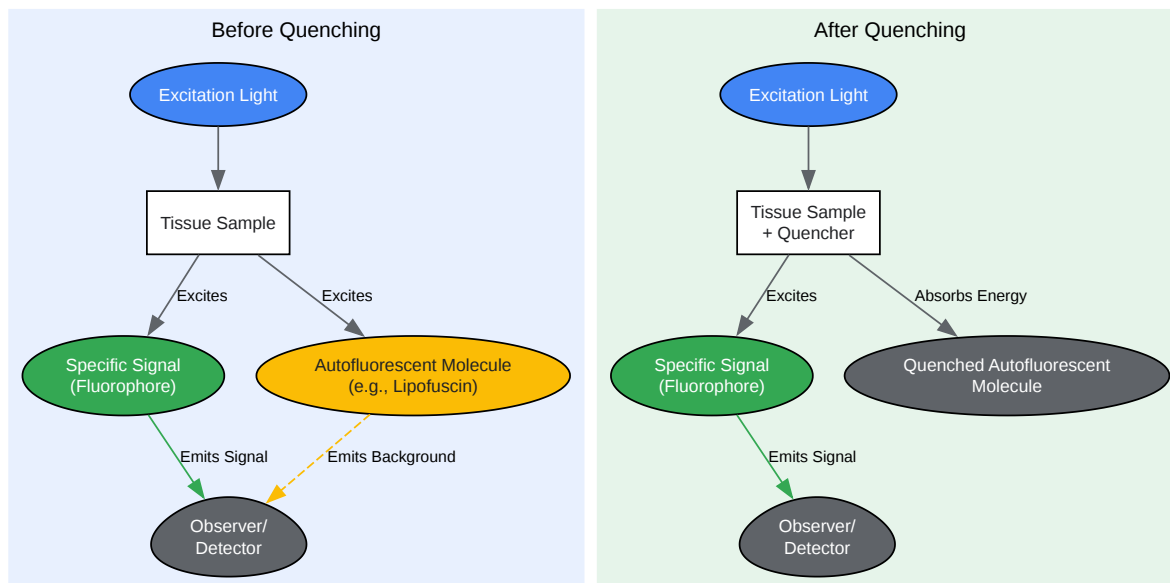 Before Quenching
Excitation Light
Tissue Sample
Excites
Excites
Specific Signal
(Fluorophore)
Autofluorescent Molecule
(e.g., Lipofuscin)
Emits Signal
Emits Background
Observer/
Detector
After Quenching
Excitation Light
Tissue Sample
+ Quencher
Excites
Absorbs Energy
Specific Signal
(Fluorophore)
Quenched Autofluorescent
Molecule
Emits Signal
Observer/
Detector